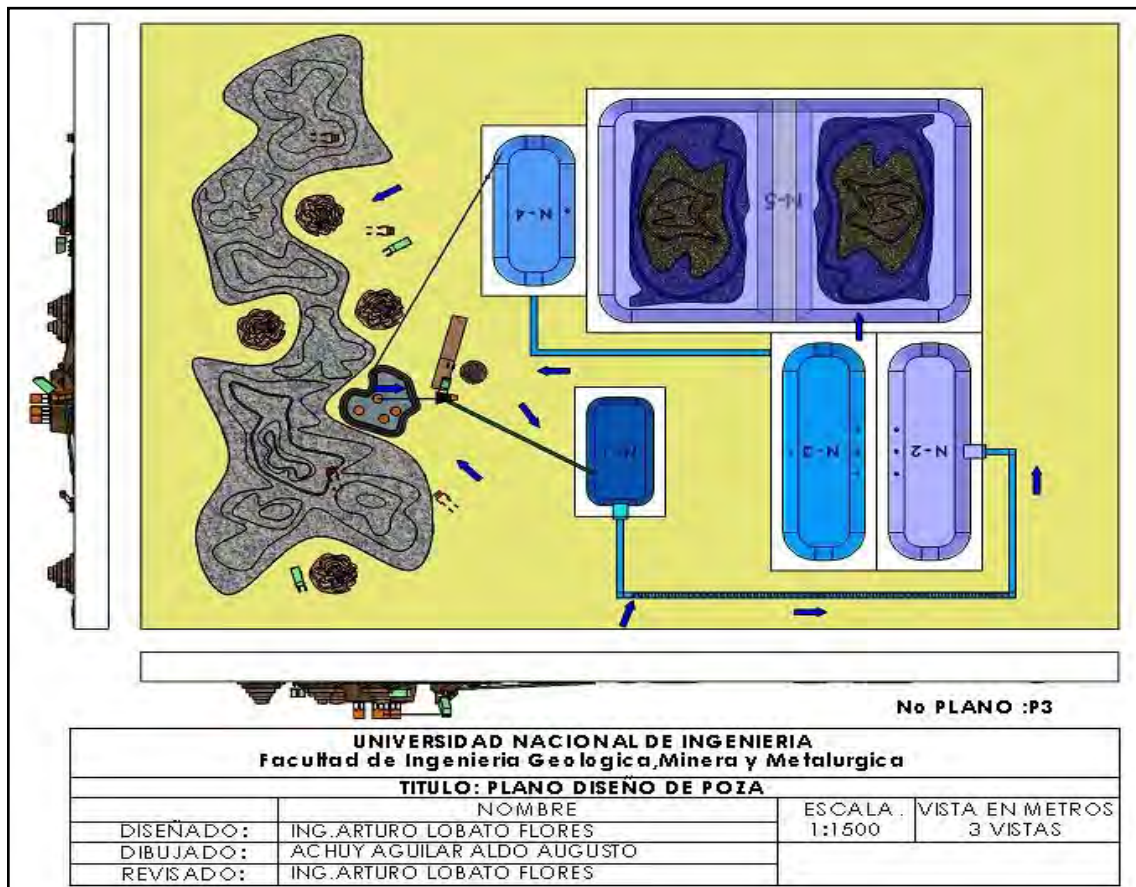 N-4
N-5
N-1
N-3
N-2
No PLANO :P3
UNIVERSIDAD NACIONAL DE INGENIERIA
Facultad de Ingenieria Geologica,Minera y Metalurgica
TITULO: PLANO DISEÑO DE POZA
NOMBRE
ESCALA .
VISTA EN METROS
DISEÑADO: ING.ARTURO LOBATO FLORES
1:1500
3 VISTAS
DIBUJADO: ACHUY AGUILAR ALDO AUGUSTO
REVISADO: ING.ARTURO LOBATO FLORES